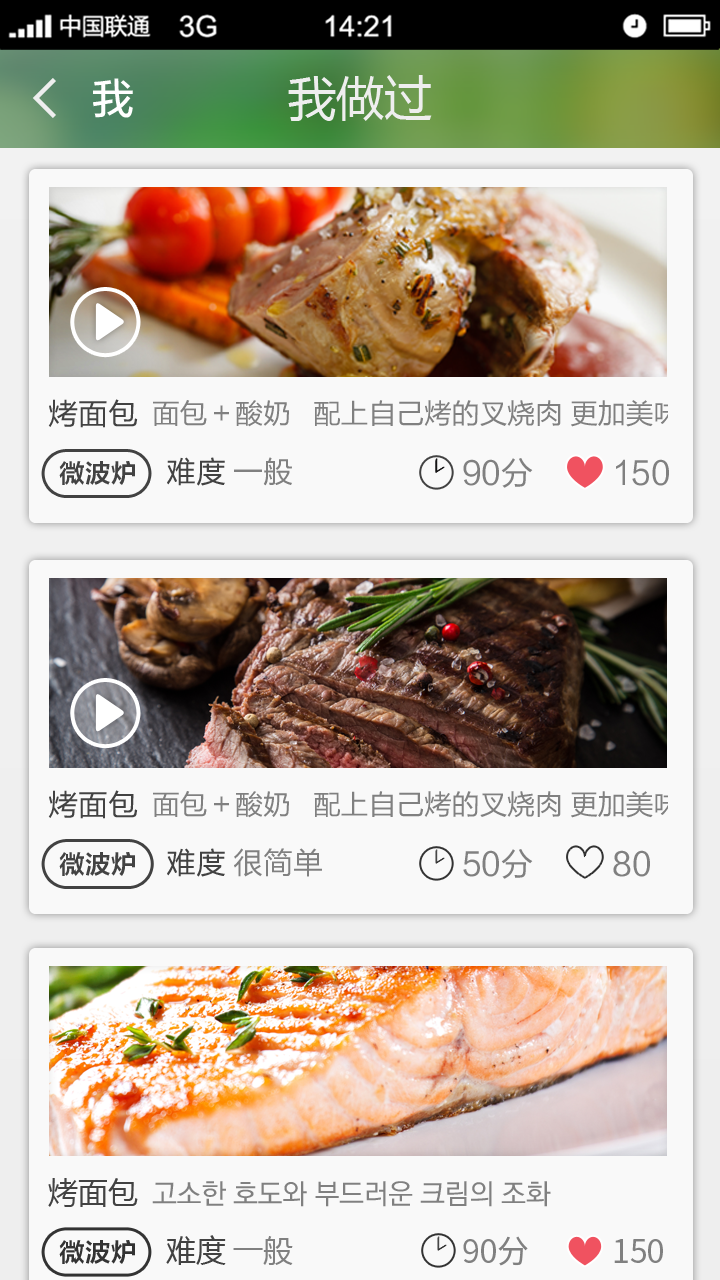 中国联通 3G 14:21
我 我做过
烤面包 面包+酸奶 配上自己烤的叉烧肉 更加美味
微波炉 难度 一般 90分 150
烤面包 面包+酸奶 配上自己烤的叉烧肉 更加美味
微波炉 难度 很简单 50分 80
烤面包 고소한 호도와 부드러운 크림의 조화
微波炉 难度 一般 90分 150